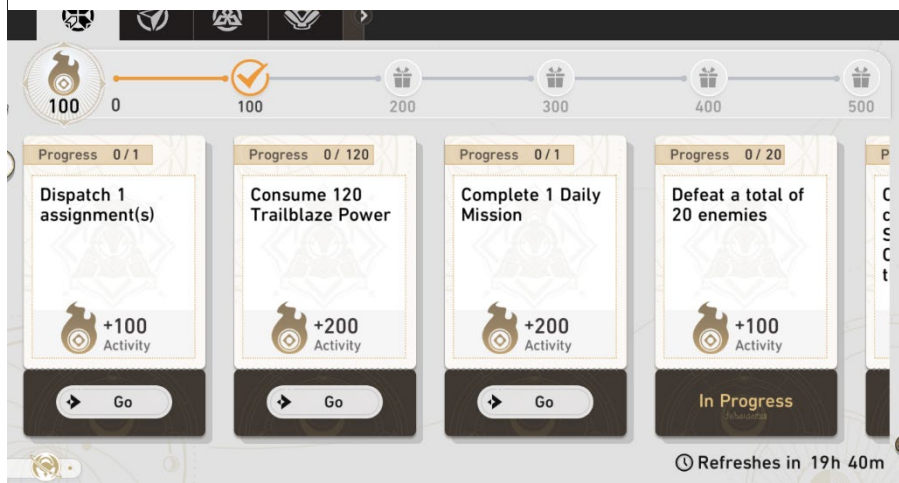 100 0 100 200 300 400 500
Progress 0/1
Dispatch 1
assignment(s)
+100
Activity
Go
Progress 0/120
Consume 120
Trailblaze Power
+200
Activity
Go
Progress 0/1
Complete 1 Daily
Mission
+200
Activity
Go
Progress 0/20
Defeat a total of
20 enemies
+100
Activity
In Progress
Refreshes in 19h 40m